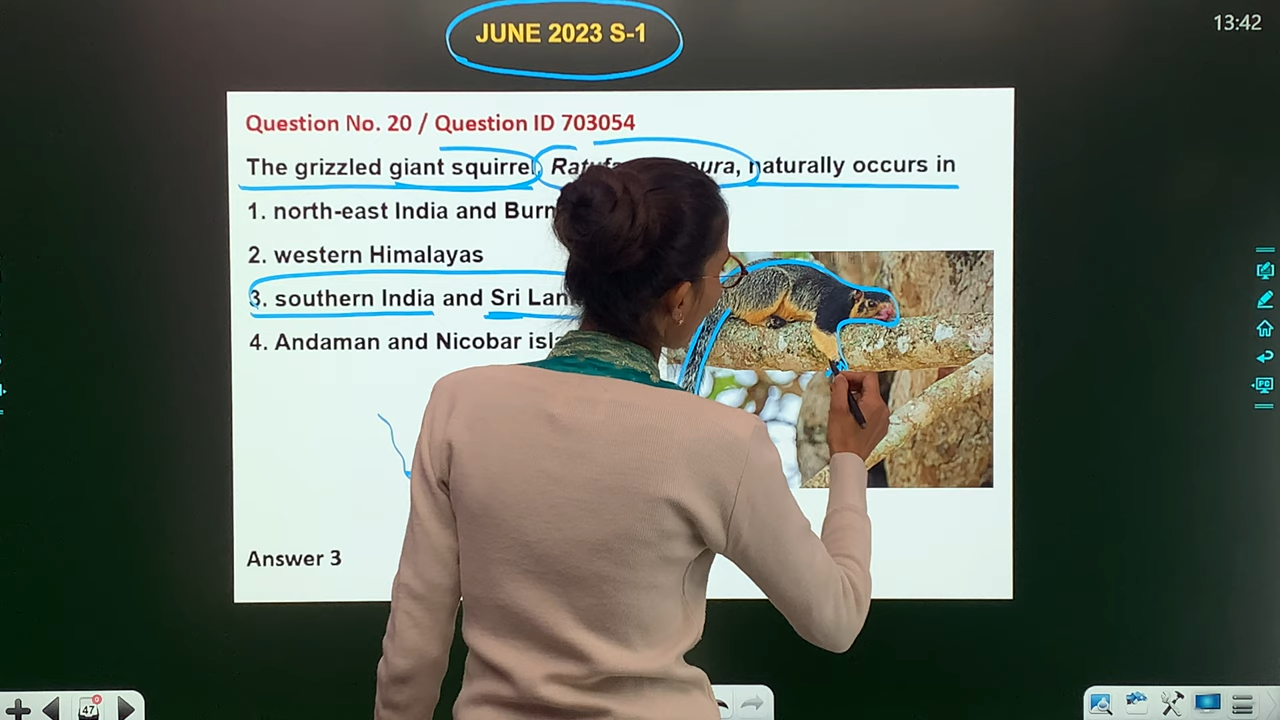 JUNE 2023 S-1
13:42
Question No. 20 / Question ID 703054
The grizzled giant squirrel, naturally occurs in
1. north-east India and
2. western Himalayas
3. southern India and Sri
4. Andaman and Nicobar
Answer 3
47
PC